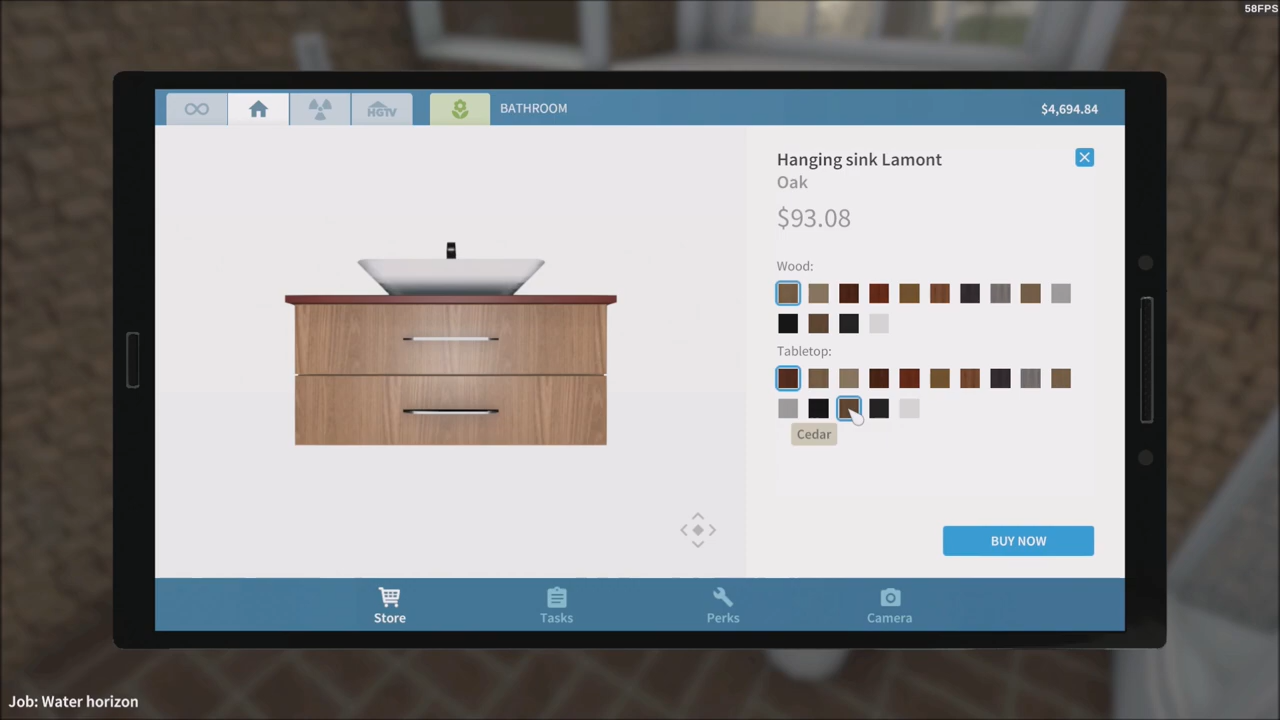 58FPS
HGTV
BATHROOM
$4,694.84
Hanging sink Lamont
Oak
$93.08
Wood:
Tabletop:
Cedar
BUY NOW
Store
Tasks
Perks
Camera
Job: Water horizon